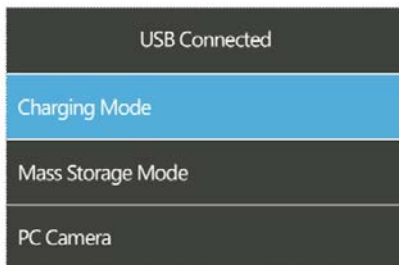 USB Connected
Charging Mode
Mass Storage Mode
PC Camera